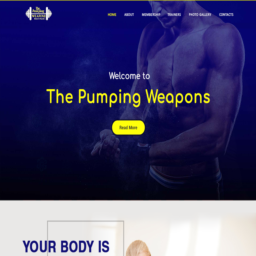 HOME ABOUT MEMBERSHIP TRAINERS PHOTO GALLERY CONTACTS
Welcome to
The Pumping Weapons
Read More
YOUR BODY IS